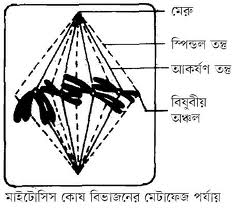 মেরু
স্পিন্ডল তন্তু
আকর্ষণ তন্তু
বিষুবীয়
অঞ্চল
মাইটোসিস কোষ বিভাজনের মেটাফেজ পর্যায়